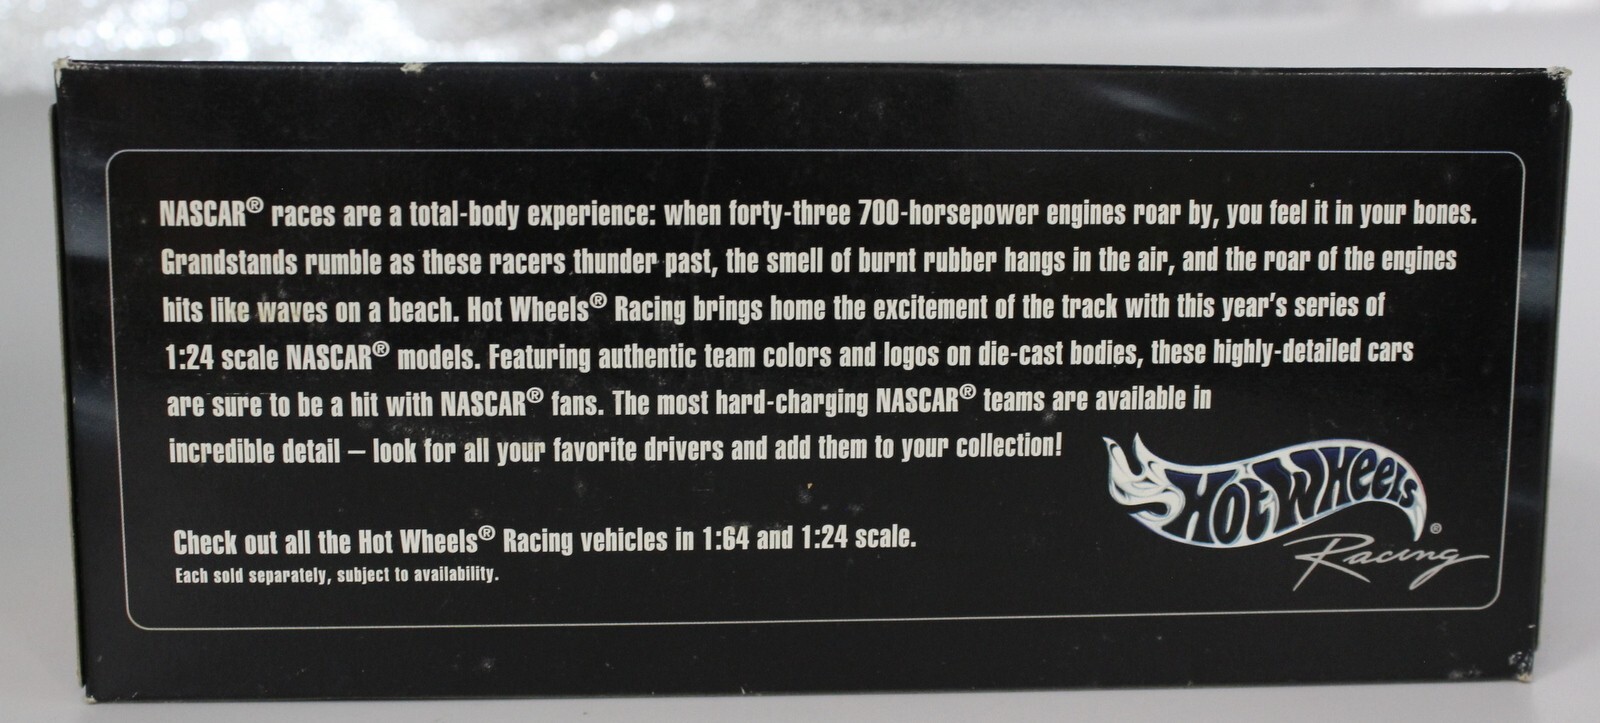 NASCAR® races are a total-body experience: when forty-three 700-horsepower engines roar by, you feel it in your bones.
Grandstands rumble as these racers thunder past, the smell of burnt rubber hangs in the air, and the roar of the engines
hits like waves on a beach. Hot Wheels® Racing brings home the excitement of the track with this year's series of
1:24 scale NASCAR® models. Featuring authentic team colors and logos on die-cast bodies, these highly-detailed cars
are sure to be a hit with NASCAR® fans. The most hard-charging NASCAR® teams are available in
incredible detail – look for all your favorite drivers and add them to your collection!
Hot Wheels®
Racing
Check out all the Hot Wheels® Racing vehicles in 1:64 and 1:24 scale.
Each sold separately, subject to availability.